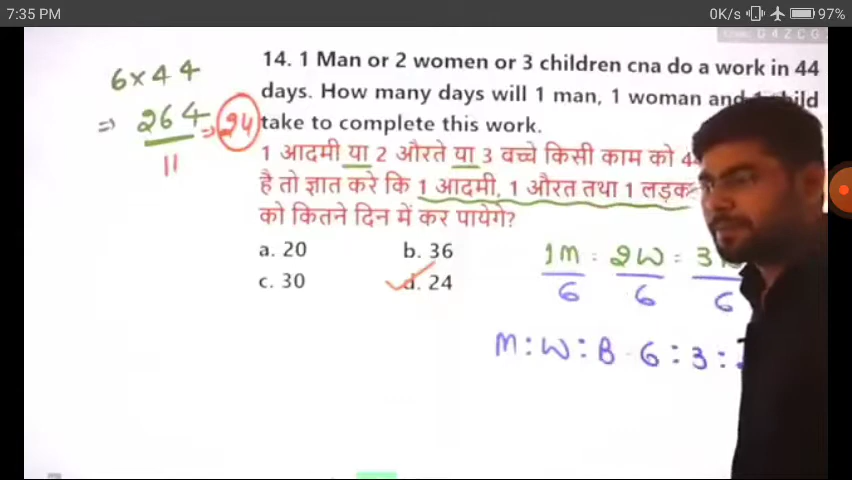 7:35 PM
0K/s
97%
6×44
⇒ 264 ⇒ 24
11
14. 1 Man or 2 women or 3 children cna do a work in 44
days. How many days will 1 man, 1 woman and
take to complete this work.
1 आदमी या 2 औरते या 3 बच्चे किसी काम को
है तो ज्ञात करे कि 1 आदमी, 1 औरत तथा 1
को कितने दिन में कर पायेगे?
a. 20 b. 36
c. 30 d. 24
1M = 2W = 3
6 6 6
M:W:B 6:3: